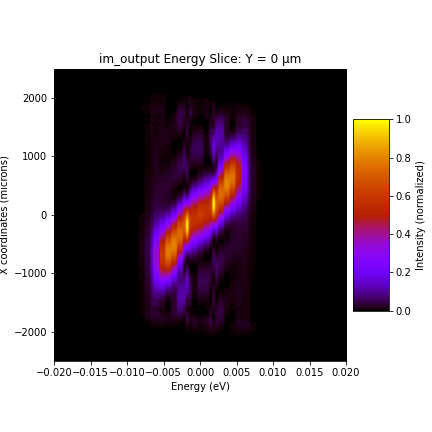 im_output Energy Slice: Y = 0 μm
2000
1000
0
−1000
−2000
X coordinates (microns)
−0.020−0.015−0.010−0.005 0.000 0.005 0.010 0.015 0.020
Energy (eV)
1.0
0.8
0.6
0.4
0.2
0.0
Intensity (normalized)